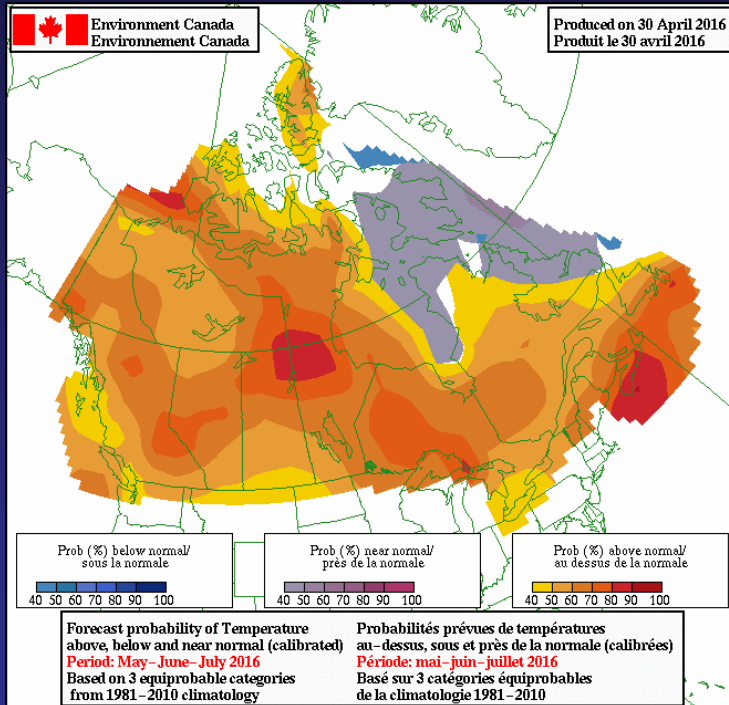 Environment Canada
Environnement Canada
Produced on 30 April 2016
Produit le 30 avril 2016
Prob (%) below normal/
sous la normale
40 50 60 70 80 90 100
Prob (%) near normal/
près de la normale
40 50 60 70 80 90 100
Prob (%) above normal/
au dessus de la normale
40 50 60 70 80 90 100
Forecast probability of Temperature
above, below and near normal (calibrated)
Period: May-June-July 2016
Based on 3 equiprobable categories
from 1981-2010 climatology
Probabilités prévues de températures
au-dessus, sous et près de la normale (calibrées)
Période: mai-juin-juillet 2016
Basé sur 3 catégories équiprobables
de la climatologie 1981-2010